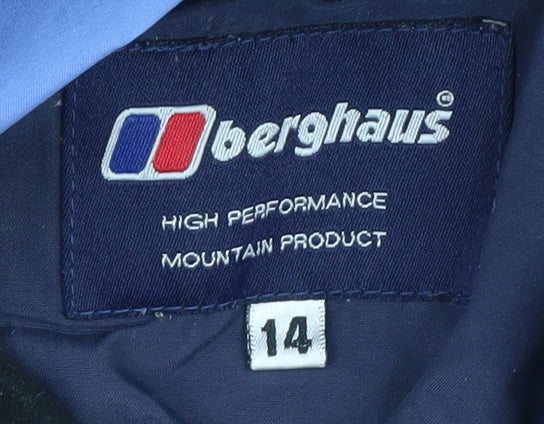 berghaus
HIGH PERFORMANCE
MOUNTAIN PRODUCT
14